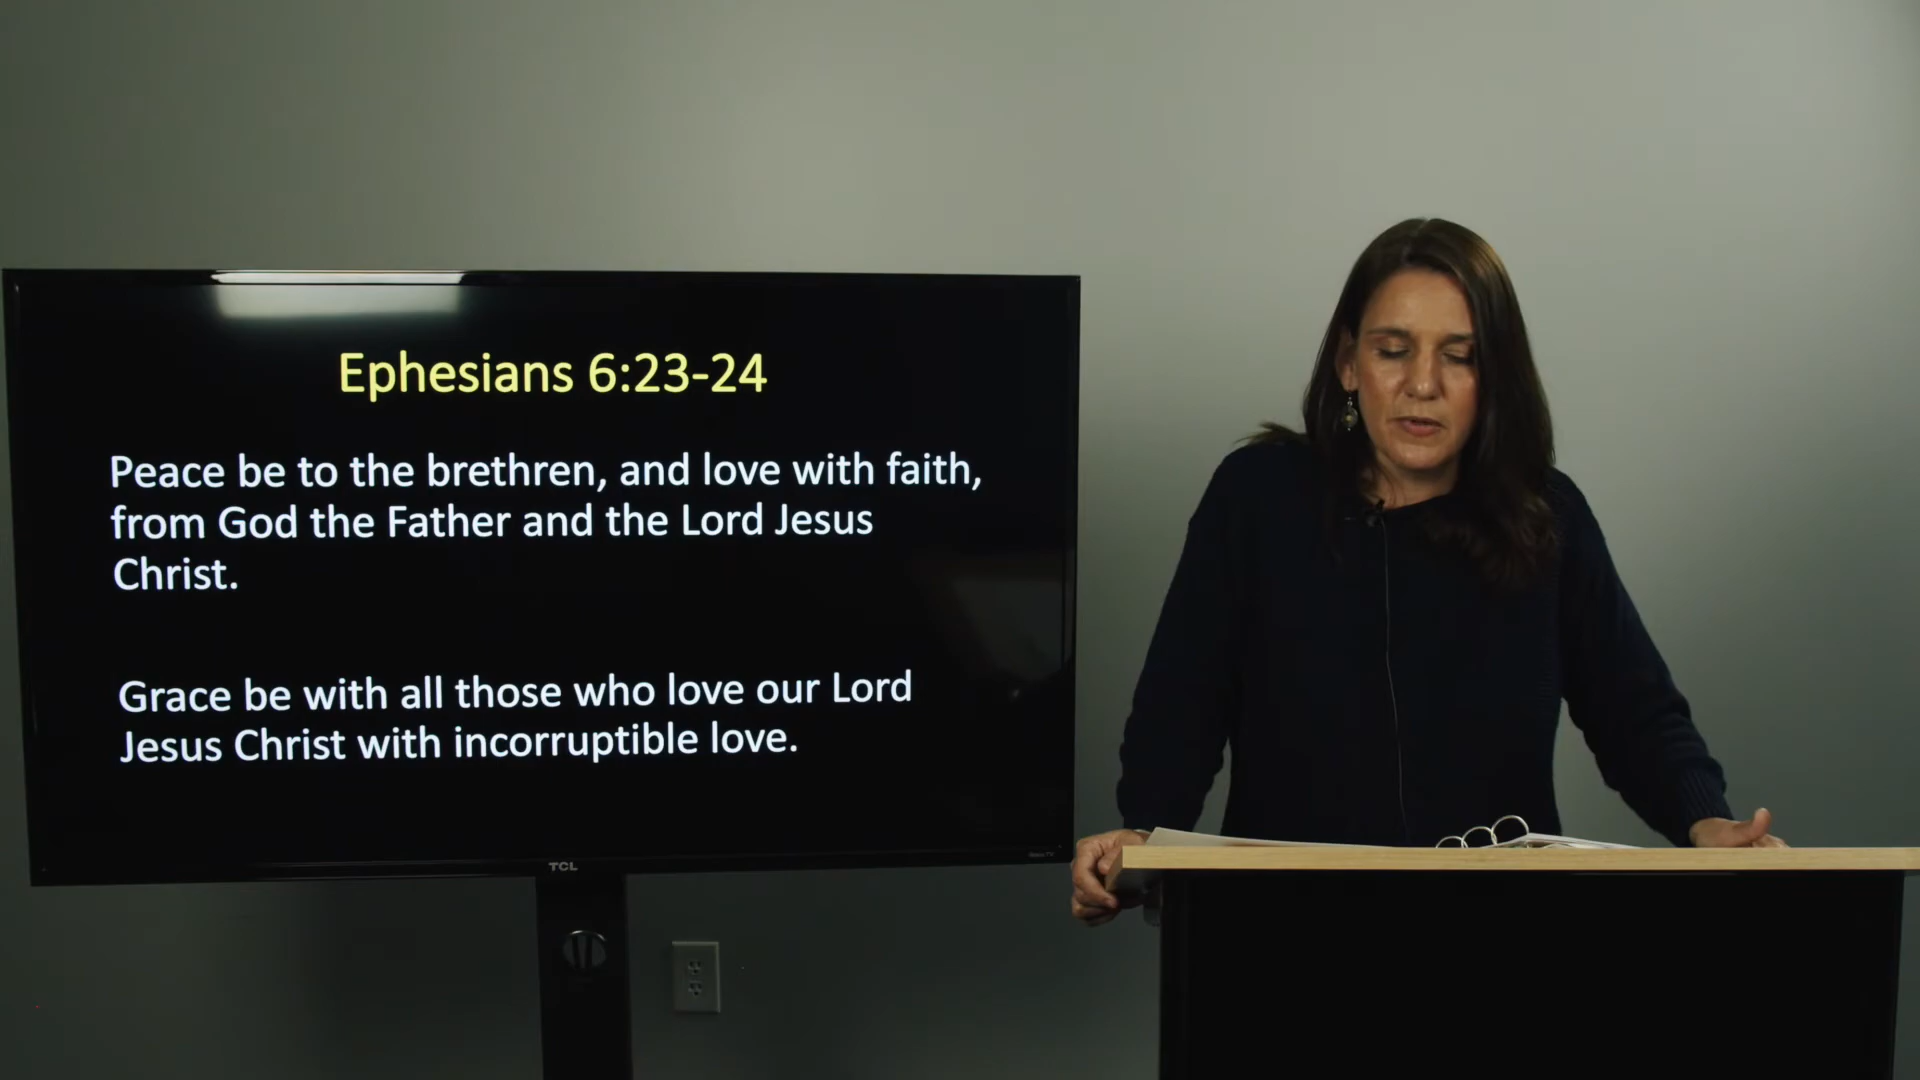 Ephesians 6:23-24
Peace be to the brethren, and love with faith,
from God the Father and the Lord Jesus
Christ.
Grace be with all those who love our Lord
Jesus Christ with incorruptible love.
TCL